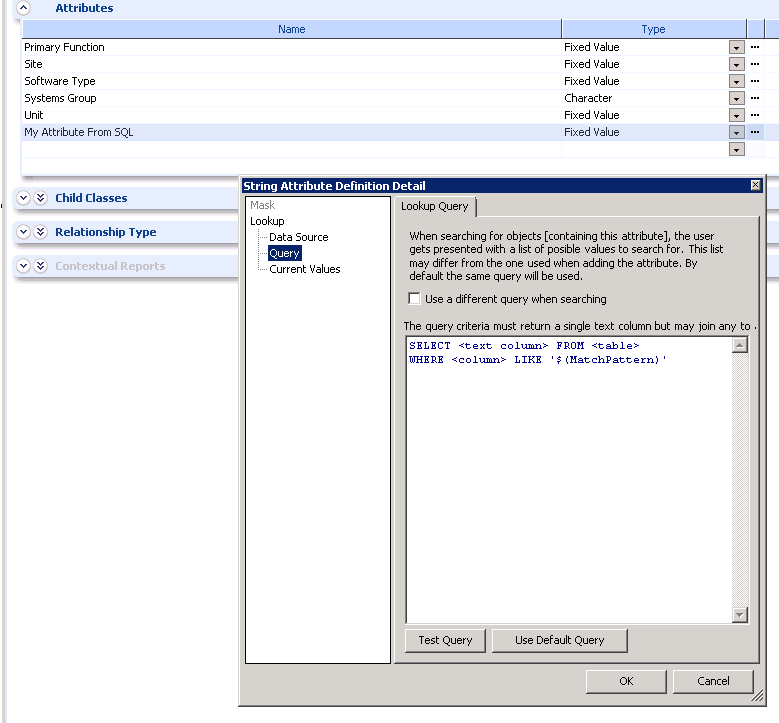 Attributes
Name Type
Primary Function Fixed Value
Site Fixed Value
Software Type Fixed Value
Systems Group Character
Unit Fixed Value
My Attribute From SQL Fixed Value
Child Classes
Relationship Type
Contextual Reports
String Attribute Definition Detail
Mask
Lookup
Data Source
Query
Current Values
Lookup Query
When searching for objects [containing this attribute], the user
gets presented with a list of posible values to search for. This list
may differ from the one used when adding the attribute. By
default the same query will be used.
Use a different query when searching
The query criteria must return a single text column but may join any to
SELECT <text column> FROM <table>
WHERE <column> LIKE '$(MatchPattern)'
Test Query Use Default Query
OK Cancel